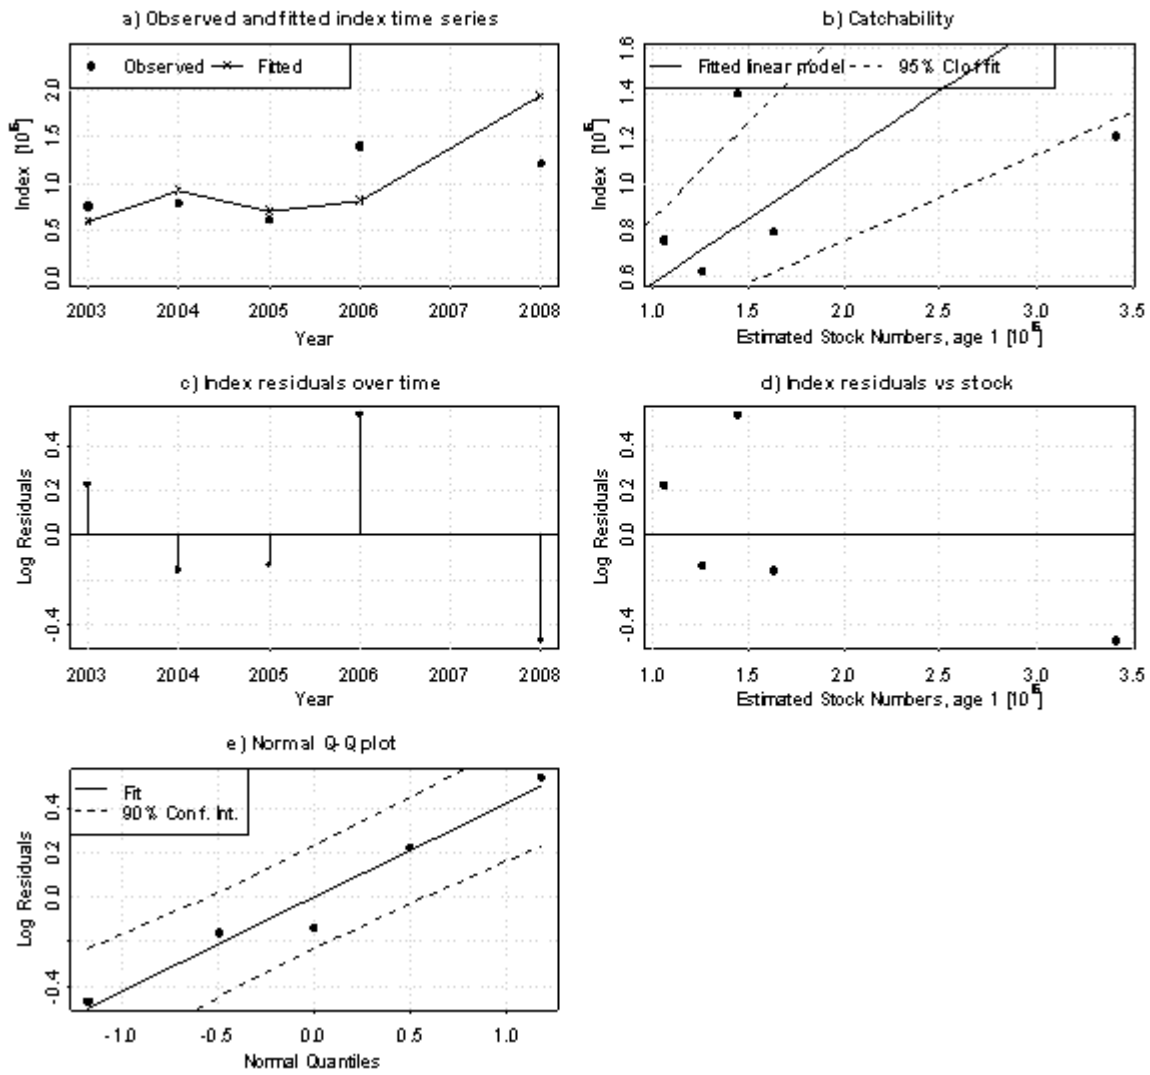 a) Observed and fitted index time series
Observed Fitted
Index [10
0.0 0.5 1.0 1.5 2.0
2003 2004 2005 2006 2007 2008
Year
b) Catchability
Fitted linear model 95% CI of fit
Index [10
0.6 0.8 1.0 1.2 1.4 1.6
1.0 1.5 2.0 2.5 3.0 3.5
Estimated Stock Numbers, age 1 [10
c) Index residuals over time
Log Residuals
-0.4 0.0 0.2 0.4
2003 2004 2005 2006 2007 2008
Year
d) Index residuals vs stock
Log Residuals
-0.4 0.0 0.2 0.4
1.0 1.5 2.0 2.5 3.0 3.5
Estimated Stock Numbers, age 1 [10
e) Normal Q-Q plot
Fit
90% Conf. Int.
Log Residuals
-0.4 0.0 0.2 0.4
-1.0 -0.5 0.0 0.5 1.0
Normal Quantiles